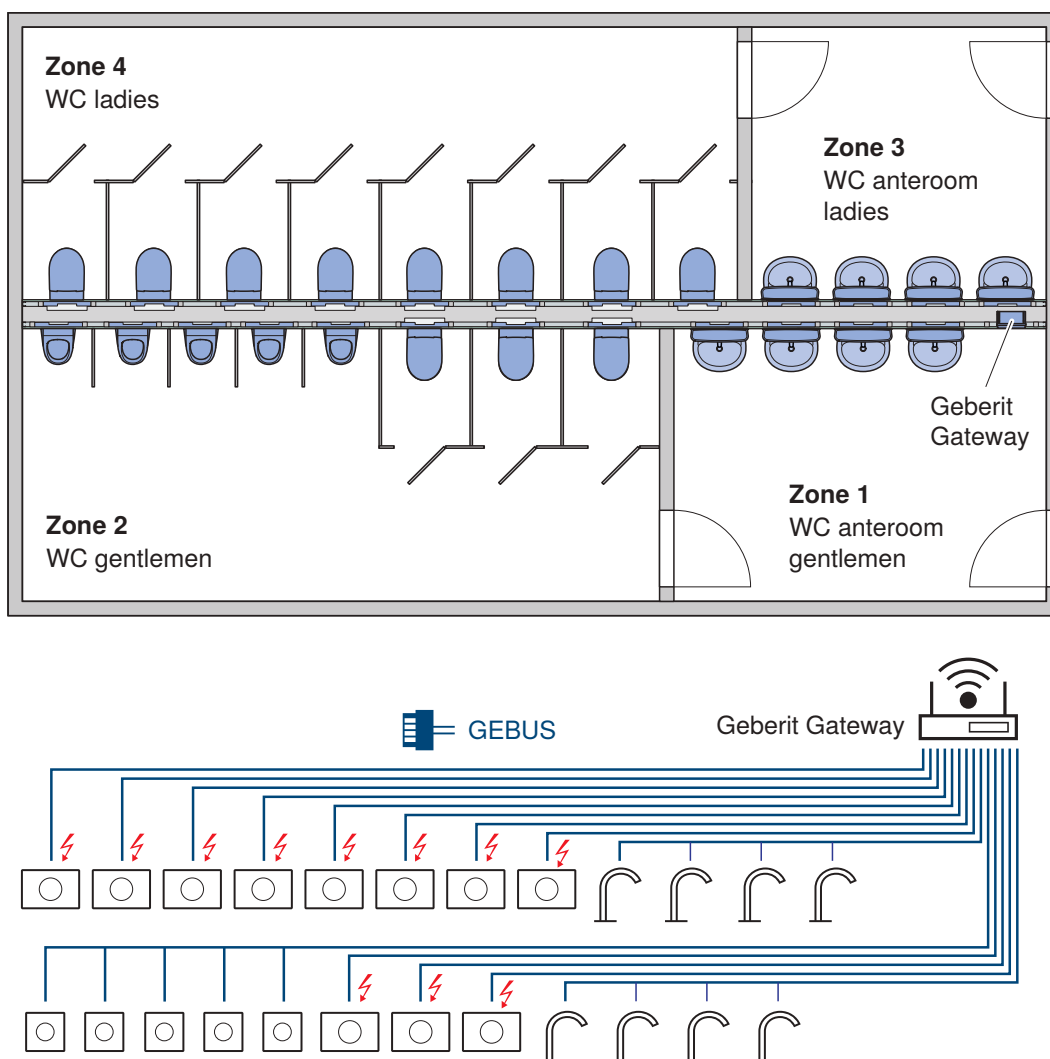 Zone 4
WC ladies
Zone 3
WC anteroom
ladies
Geberit
Gateway
Zone 1
WC anteroom
gentlemen
Zone 2
WC gentlemen
GEBUS
Geberit Gateway